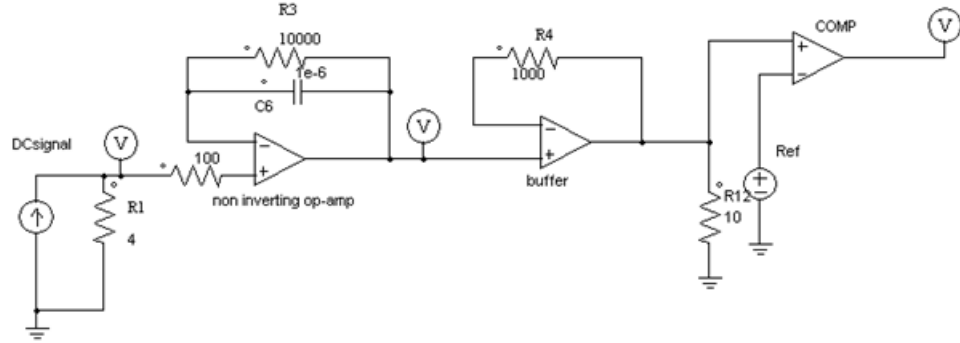 R3
10000
1e-6
C6
V
DCsignal
R1
4
100
non inverting op-amp
V
R4
1000
buffer
COMP
V
Ref
R12
10